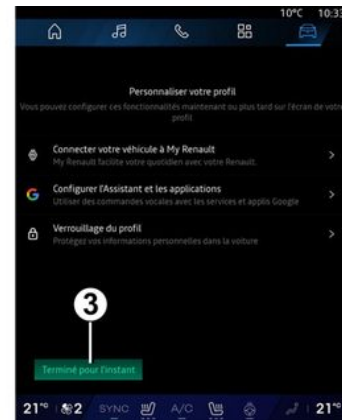 10°C 10:33
Personnaliser votre profil
Vous pouvez configurer ces fonctionnalités maintenant ou plus tard sur l'écran de votre
profil
Connecter votre véhicule à My Renault
My Renault facilite votre quotidien avec votre Renault.
Configurer l'Assistant et les applications
Utiliser des commandes vocales avec les services et applis Google
Verrouillage du profil
Protégez vos informations personnelles dans la voiture
3
Terminé pour l'instant
21°° 2 SYNC A/C 21°°